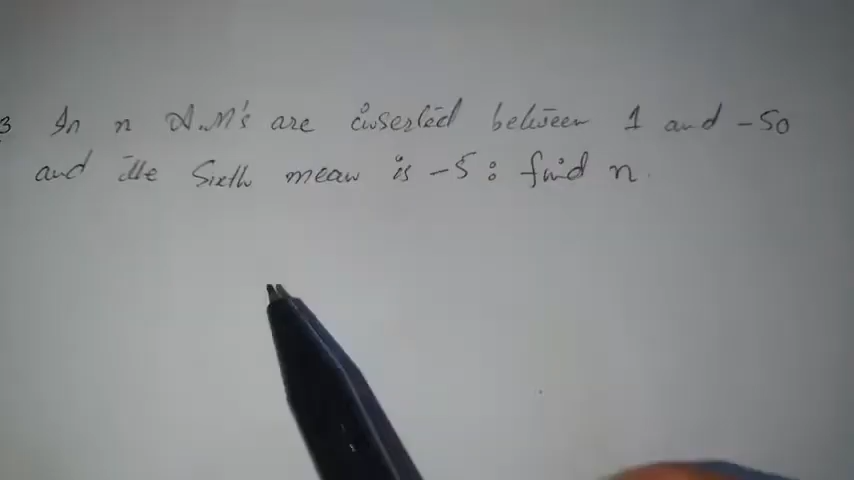 3 In n A.M's are inserted between 1 and -50
and the Sixth mean is -5: find n.